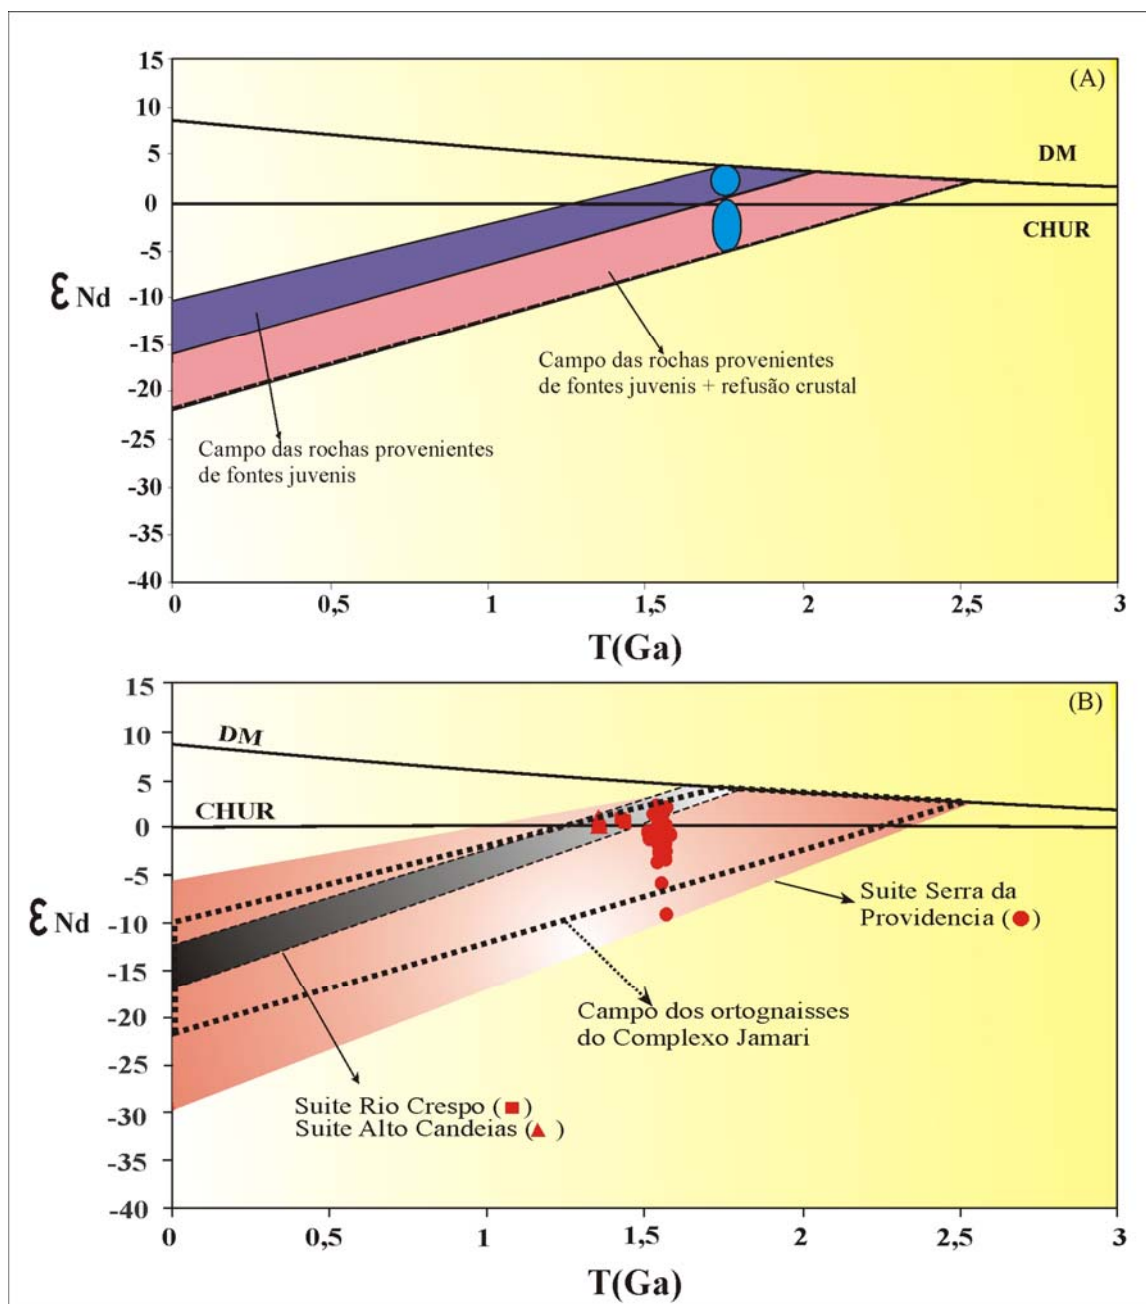 (A)
15
10
5
0
-5
-10
-15
-20
-25
-30
-35
-40
ε Nd
DM
CHUR
Campo das rochas provenientes
de fontes juvenis + refusão crustal
Campo das rochas provenientes
de fontes juvenis
0 0,5 1 1,5 2 2,5 3
T(Ga)
(B)
15
10
5
0
-5
-10
-15
-20
-25
-30
-35
-40
ε Nd
DM
CHUR
Suite Serra da
Providencia ( )
Campo dos ortognaisses
do Complexo Jamari
Suite Rio Crespo ( )
Suite Alto Candeias ( )
0 0,5 1 1,5 2 2,5 3
T(Ga)